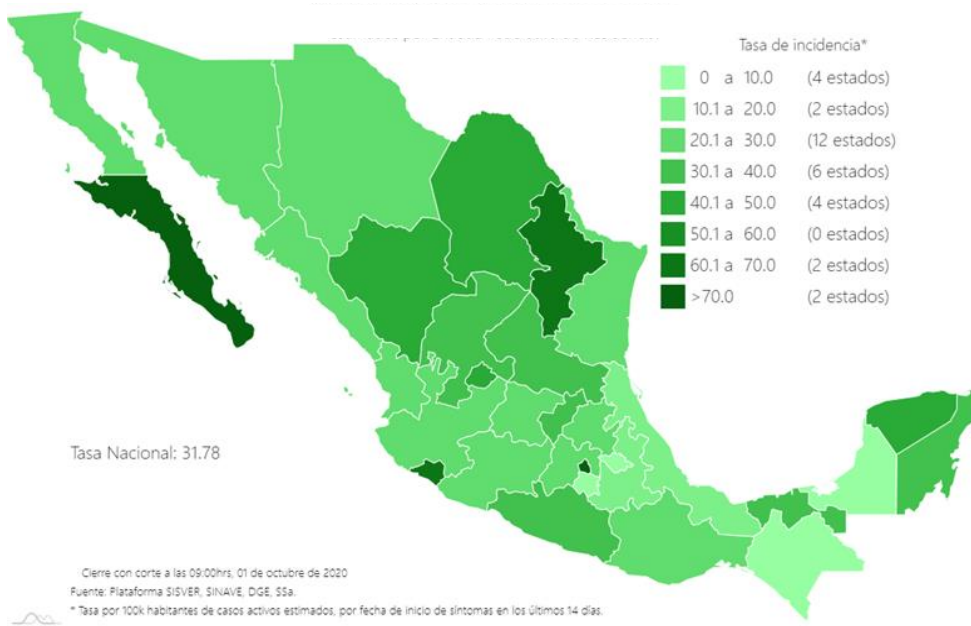 Tasa de incidencia*
0 a 10.0 (4 estados)
10.1 a 20.0 (2 estados)
20.1 a 30.0 (12 estados)
30.1 a 40.0 (6 estados)
40.1 a 50.0 (4 estados)
50.1 a 60.0 (0 estados)
60.1 a 70.0 (2 estados)
>70.0 (2 estados)
Tasa Nacional: 31.78
Cierre con corte a las 09:00hrs, 01 de octubre de 2020
Fuente: Plataforma SISVER, SINAVE, DGE, SSa.
* Tasa por 100k habitantes de casos activos estimados, por fecha de inicio de síntomas en los últimos 14 días.